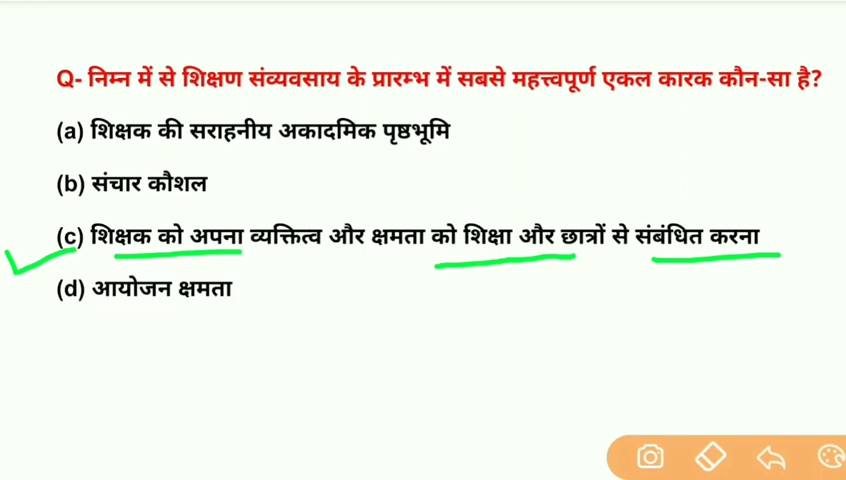 Q- निम्न में से शिक्षण संव्यवसाय के प्रारम्भ में सबसे महत्त्वपूर्ण एकल कारक कौन-सा है?
(a) शिक्षक की सराहनीय अकादमिक पृष्ठभूमि
(b) संचार कौशल
(c) शिक्षक को अपना व्यक्तित्व और क्षमता को शिक्षा और छात्रों से संबंधित करना
(d) आयोजन क्षमता